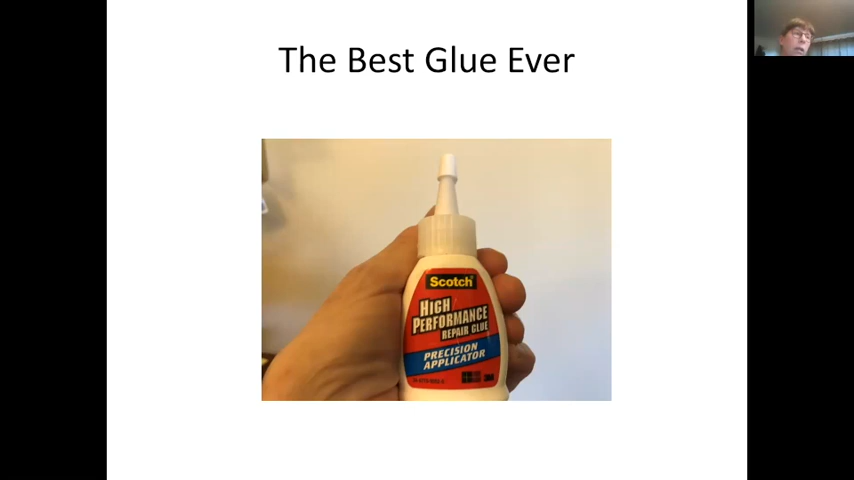 The Best Glue Ever
Scotch
HIGH
PERFORMANCE
REPAIR GLUE
PRECISION
APPLICATOR
3M